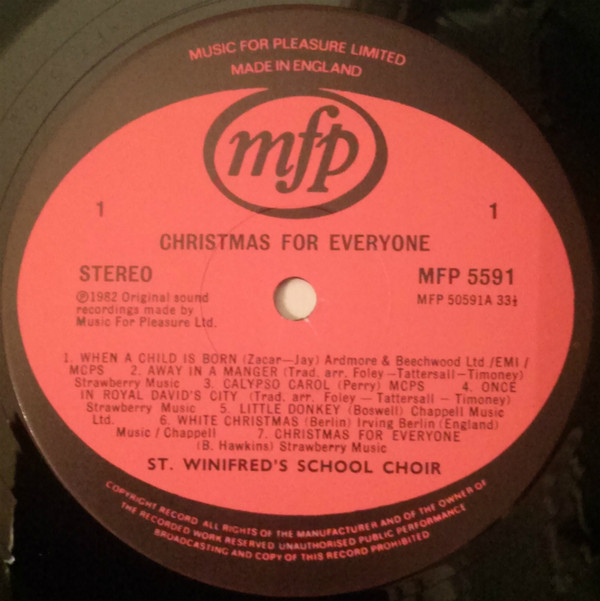 MUSIC FOR PLEASURE LIMITED
MADE IN ENGLAND
mfp
1
1
CHRISTMAS FOR EVERYONE
STEREO
MFP 5591
℗1982 Original sound
recordings made by
Music For Pleasure Ltd.
MFP 50591A 33⅓
1. WHEN A CHILD IS BORN (Zacar—Jay) Ardmore & Beechwood Ltd./EMI/
MCPS 2. AWAY IN A MANGER (Trad. arr. Foley–Tattersall–Timoney)
Strawberry Music 3. CALYPSO CAROL (Perry) MCPS 4. ONCE
IN ROYAL DAVID'S CITY (Trad. arr. Foley – Tattersall – Timoney)
Strawberry Music 5. LITTLE DONKEY (Boswell) Chappell Music
Ltd. 6. WHITE CHRISTMAS (Berlin) Irving Berlin (England)
Music / Chappell 7. CHRISTMAS FOR EVERYONE
(B. Hawkins) Strawberry Music
ST. WINIFRED'S SCHOOL CHOIR
COPYRIGHT RECORD ALL RIGHTS OF THE MANUFACTURER AND OF THE OWNER OF
THE RECORDED WORK RESERVED UNAUTHORISED PUBLIC PERFORMANCE
BROADCASTING AND COPY OF THIS RECORD PROHIBITED